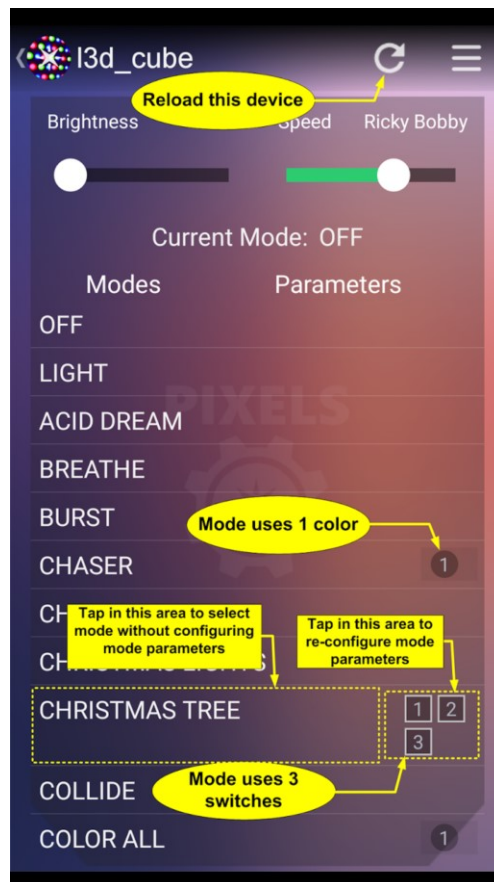 l3d_cube
Reload this device
Brightness
Speed
Ricky Bobby
Current Mode: OFF
Modes
Parameters
OFF
LIGHT
PIXELS
ACID DREAM
BREATHE
BURST
Mode uses 1 color
CHASER
1
Tap in this area to select
mode without configuring
mode parameters
Tap in this area to
re-configure mode
parameters
CHRISTMAS TREE
1 2
3
COLLIDE
Mode uses 3
switches
COLOR ALL
1